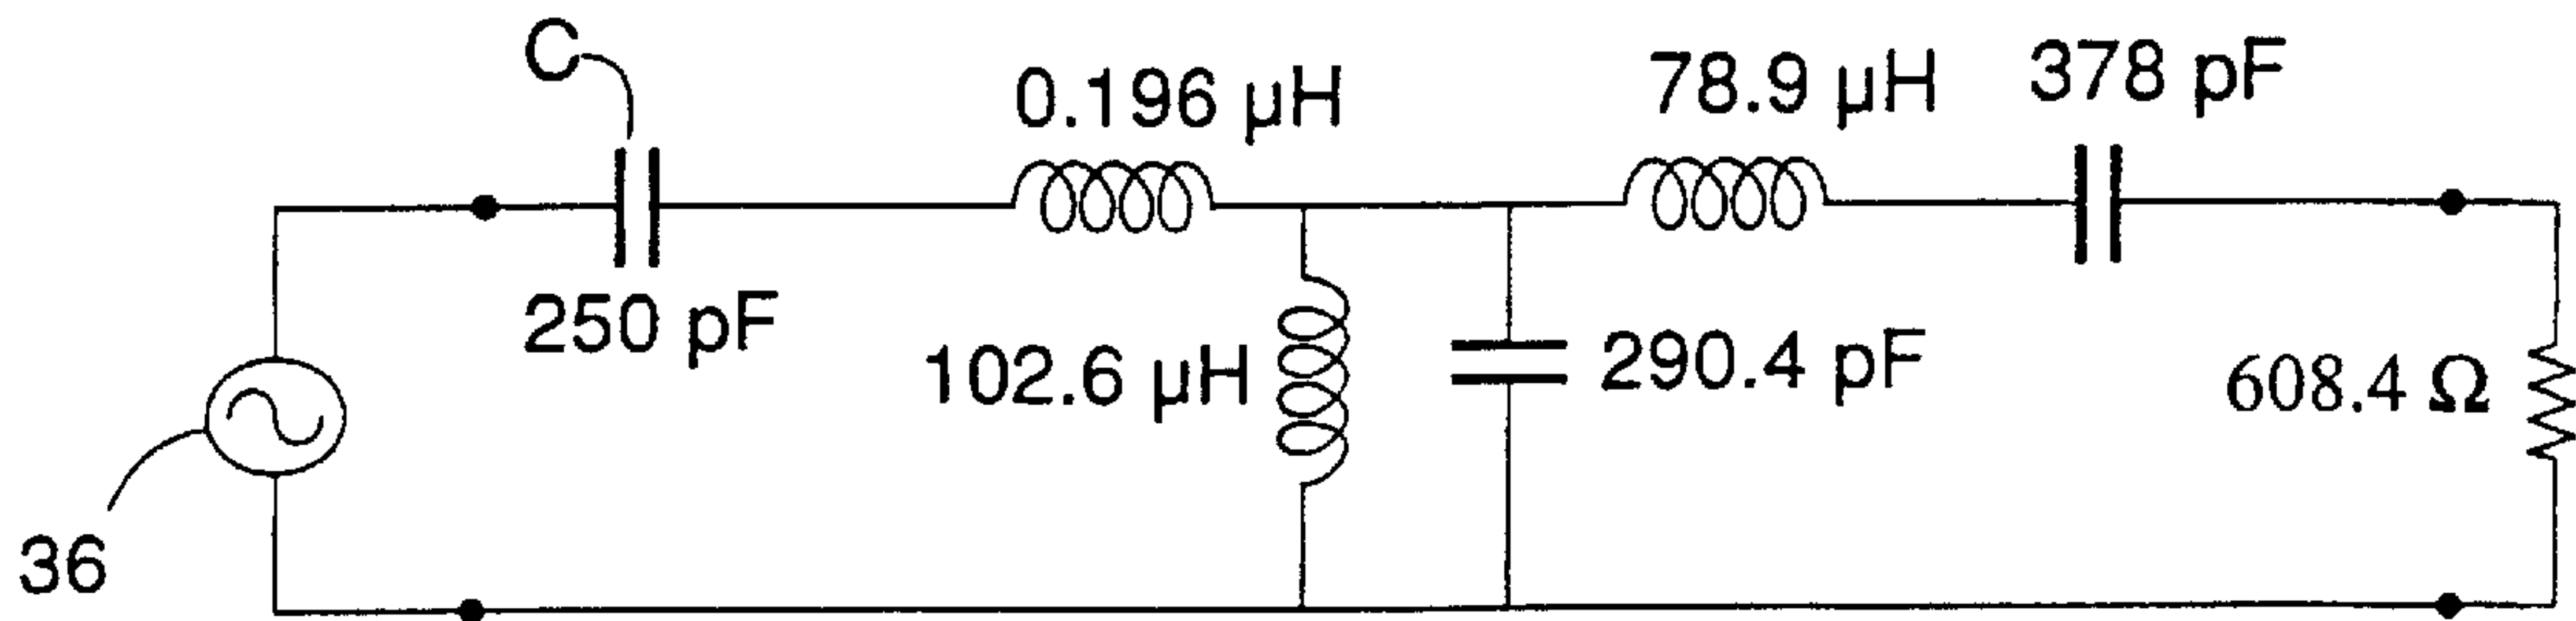 C
0.196 µH
78.9 µH
378 pF
250 pF
102.6 µH
290.4 pF
608.4 Ω
36